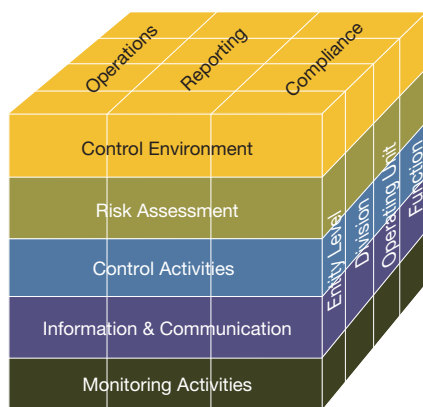 Operations
Reporting
Compliance
Control Environment
Risk Assessment
Control Activities
Information & Communication
Monitoring Activities
Entity Level
Division
Operating Unit
Function